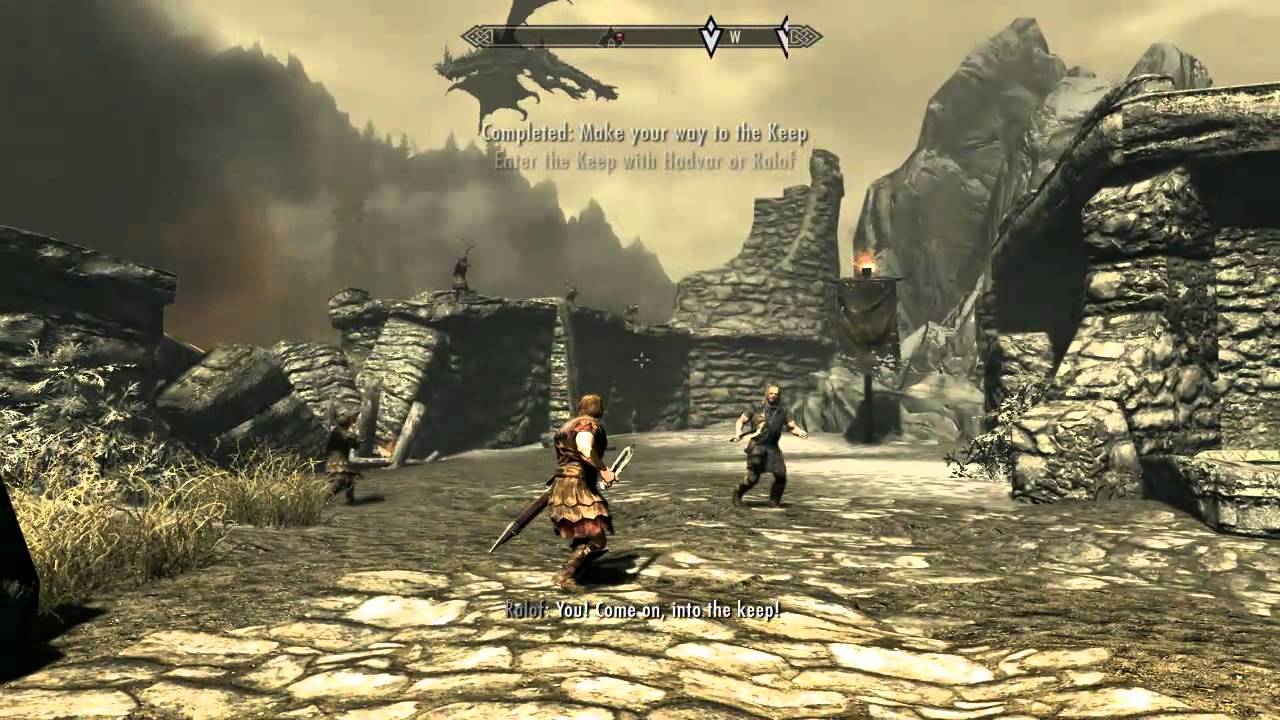 W
Completed: Make your way to the Keep
Enter the Keep with Hadvar or Ralof
Ralof: You! Come on, into the keep!